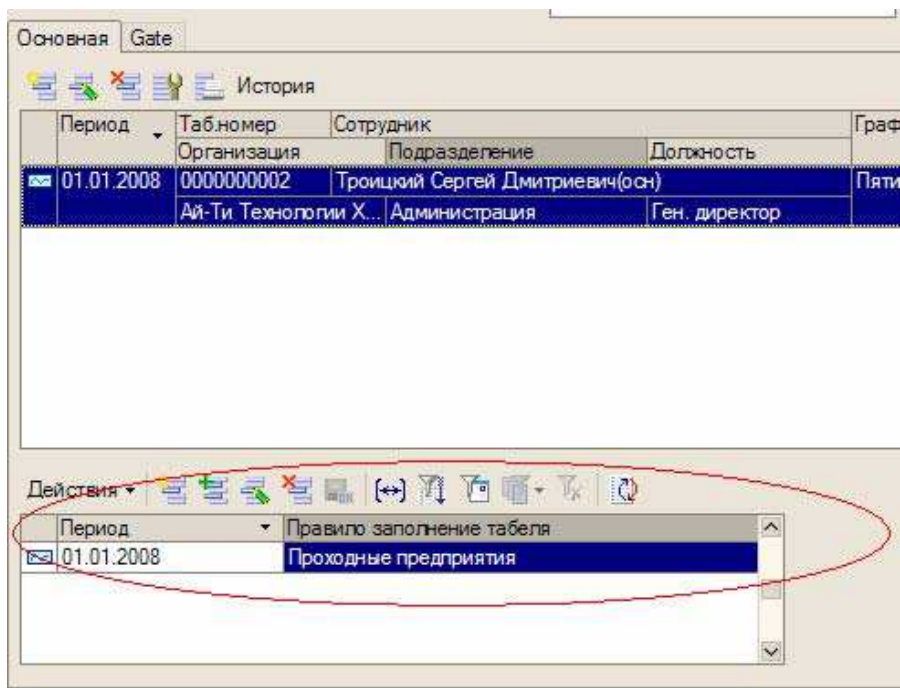 Основная Gate
История
Период Таб.номер Сотрудник Граф
Организация Подразделение Должность
01.01.2008 0000000002 Троицкий Сергей Дмитриевич(осн) Пяти
Ай-Ти Технологии Х... Администрация Ген. директор
Действия
Период Правило заполнение табеля
01.01.2008 Проходные предприятия